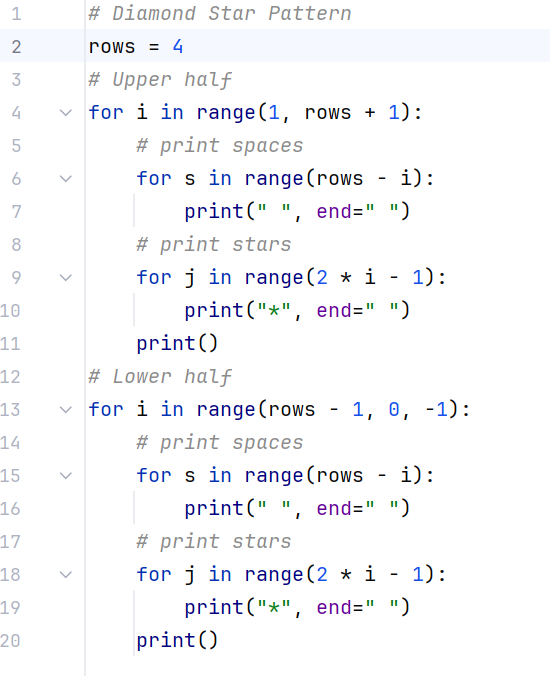 1 # Diamond Star Pattern
2 rows = 4
3 # Upper half
4 for i in range(1, rows + 1):
5     # print spaces
6     for s in range(rows - i):
7         print(" ", end=" ")
8     # print stars
9     for j in range(2 * i - 1):
10         print("*", end=" ")
11     print()
12 # Lower half
13 for i in range(rows - 1, 0, -1):
14     # print spaces
15     for s in range(rows - i):
16         print(" ", end=" ")
17     # print stars
18     for j in range(2 * i - 1):
19         print("*", end=" ")
20     print()